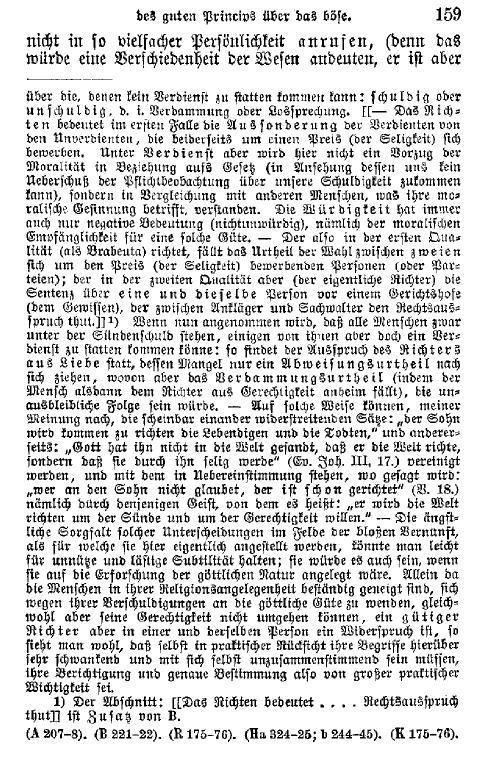 des guten Princips über das böse. 159
nicht in so vielfacher Persönlichkeit anrufen, (denn das
würde eine Verschiedenheit der Wesen andeuten, er ist aber
über die, denen kein Verdienst zu statten kommen kann: schuldig oder
unschuldig, d. i. Verdammung oder Lossprechung. [[— Das Rich-
ten bedeutet im ersten Falle die Aussonderung der Verdienten von
den Unverdienten, die beiderseits um einen Preis (der Seligkeit) sich
bewerben. Unter Verdienst aber wird hier nicht ein Vorzug der
Moralität in Beziehung aufs Gesetz (in Ansehung dessen uns kein
Ueberschuß der Pflichtbeobachtung über unsere Schuldigkeit zukommen
kann), sondern in Vergleichung mit anderen Menschen, was ihre mo-
ralische Gesinnung betrifft, verstanden. Die Würdigkeit hat immer
auch nur negative Bedeutung (nichtunwürdig), nämlich der moralischen
Empfänglichkeit für eine solche Güte. — Der also in der ersten Qua-
lität (als Brabeuta) richtet, fällt das Urtheil der Wahl zwischen zweien
sich um den Preis (der Seligkeit) bewerbenden Personen (oder Par-
teien); der in der zweiten Qualität aber (der eigentliche Richter) die
Sentenz über eine und dieselbe Person vor einem Gerichtshofe
(dem Gewissen), der zwischen Ankläger und Sachwalter den Rechtsaus-
spruch thut.]]1) Wenn nun angenommen wird, daß alle Menschen zwar
unter der Sündenschuld stehen, einigen von ihnen aber doch ein Ver-
dienst zu statten kommen könne: so findet der Ausspruch des Richters
aus Liebe statt, dessen Mangel nur ein Abweisungsurtheil nach
sich ziehen, wovon aber das Verdammungsurtheil (indem der
Mensch alsdann dem Richter aus Gerechtigkeit anheim fällt), die un-
ausbleibliche Folge sein würde. — Auf solche Weise können, meiner
Meinung nach, die scheinbar einander widerstreitenden Sätze: „der Sohn
wird kommen zu richten die Lebendigen und die Todten,“ und anderer-
seits: „Gott hat ihn nicht in die Welt gesandt, daß er die Welt richte,
sondern daß sie durch ihn selig werde“ (Ev. Joh. III, 17.) vereinigt
werden, und mit dem in Uebereinstimmung stehen, wo gesagt wird:
„wer an den Sohn nicht glaubet, der ist schon gerichtet“ (V. 18.)
nämlich durch denjenigen Geist, von dem es heißt: „er wird die Welt
richten um der Sünde und um der Gerechtigkeit willen.“ — Die ängst-
liche Sorgfalt solcher Unterscheidungen im Felde der bloßen Vernunft,
als für welche sie hier eigentlich angestellt werden, könnte man leicht
für unnütze und lästige Subtilität halten; sie würde es auch sein, wenn
sie auf die Erforschung der göttlichen Natur angelegt wäre. Allein da
die Menschen in ihrer Religionsangelegenheit beständig geneigt sind, sich
wegen ihrer Verschuldigungen an die göttliche Güte zu wenden, gleich-
wohl aber seine Gerechtigkeit nicht umgehen können, ein gütiger
Richter aber in einer und derselben Person ein Widerspruch ist, so
sieht man wohl, daß selbst in praktischer Rücksicht ihre Begriffe hierüber
sehr schwankend und mit sich selbst unzusammenstimmend sein müssen,
ihre Berichtigung und genaue Bestimmung also von großer praktischer
Wichtigkeit sei.
1) Der Abschnitt: [[Das Richten bedeutet . . . . Rechtsausspruch
thut]] ist Zusatz von B.
(A 207-8). (B 221-22). (R 175-76). (Ha 324-25; b 244-45). (K 175-76).